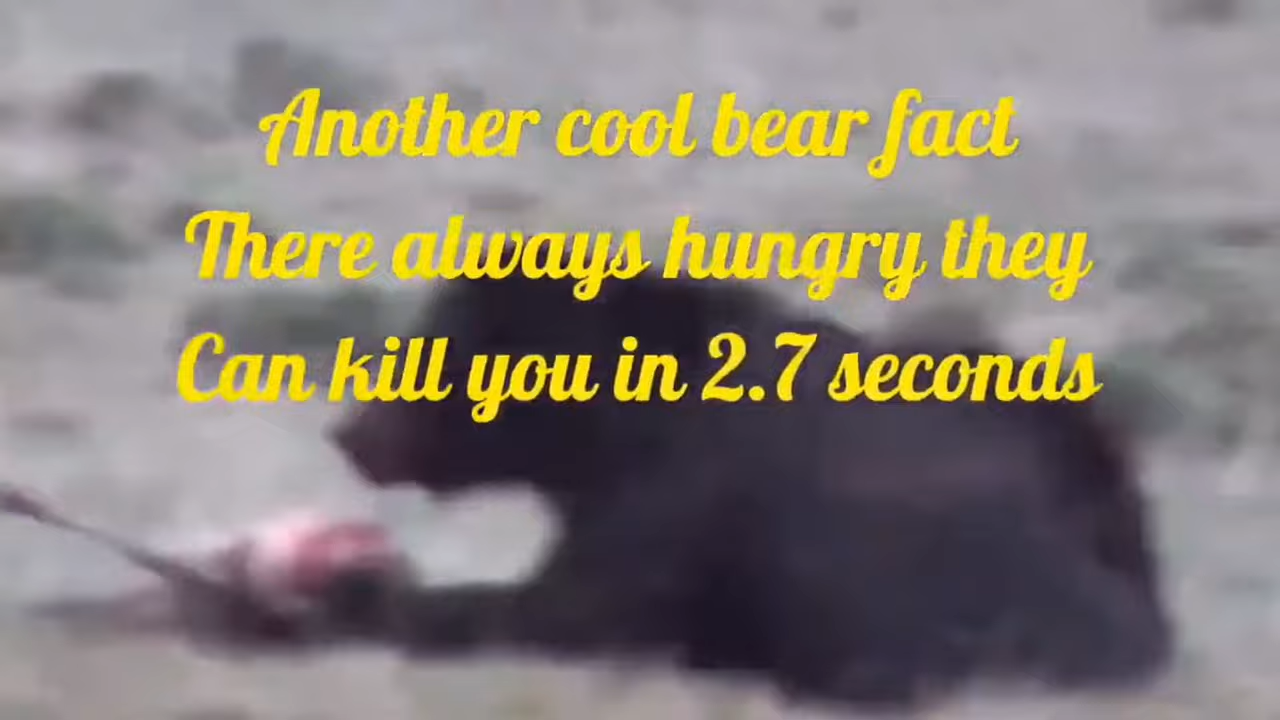 Another cool bear fact
There always hungry they
Can kill you in 2.7 seconds